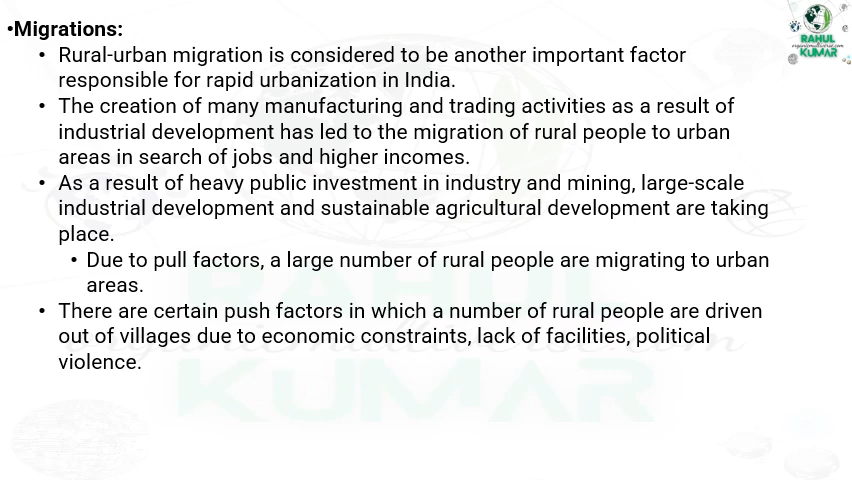 •Migrations:
• Rural-urban migration is considered to be another important factor
responsible for rapid urbanization in India.
• The creation of many manufacturing and trading activities as a result of
industrial development has led to the migration of rural people to urban
areas in search of jobs and higher incomes.
• As a result of heavy public investment in industry and mining, large-scale
industrial development and sustainable agricultural development are taking
place.
• Due to pull factors, a large number of rural people are migrating to urban
areas.
• There are certain push factors in which a number of rural people are driven
out of villages due to economic constraints, lack of facilities, political
violence.
RAHUL
KUMAR
RAHUL
KUMAR